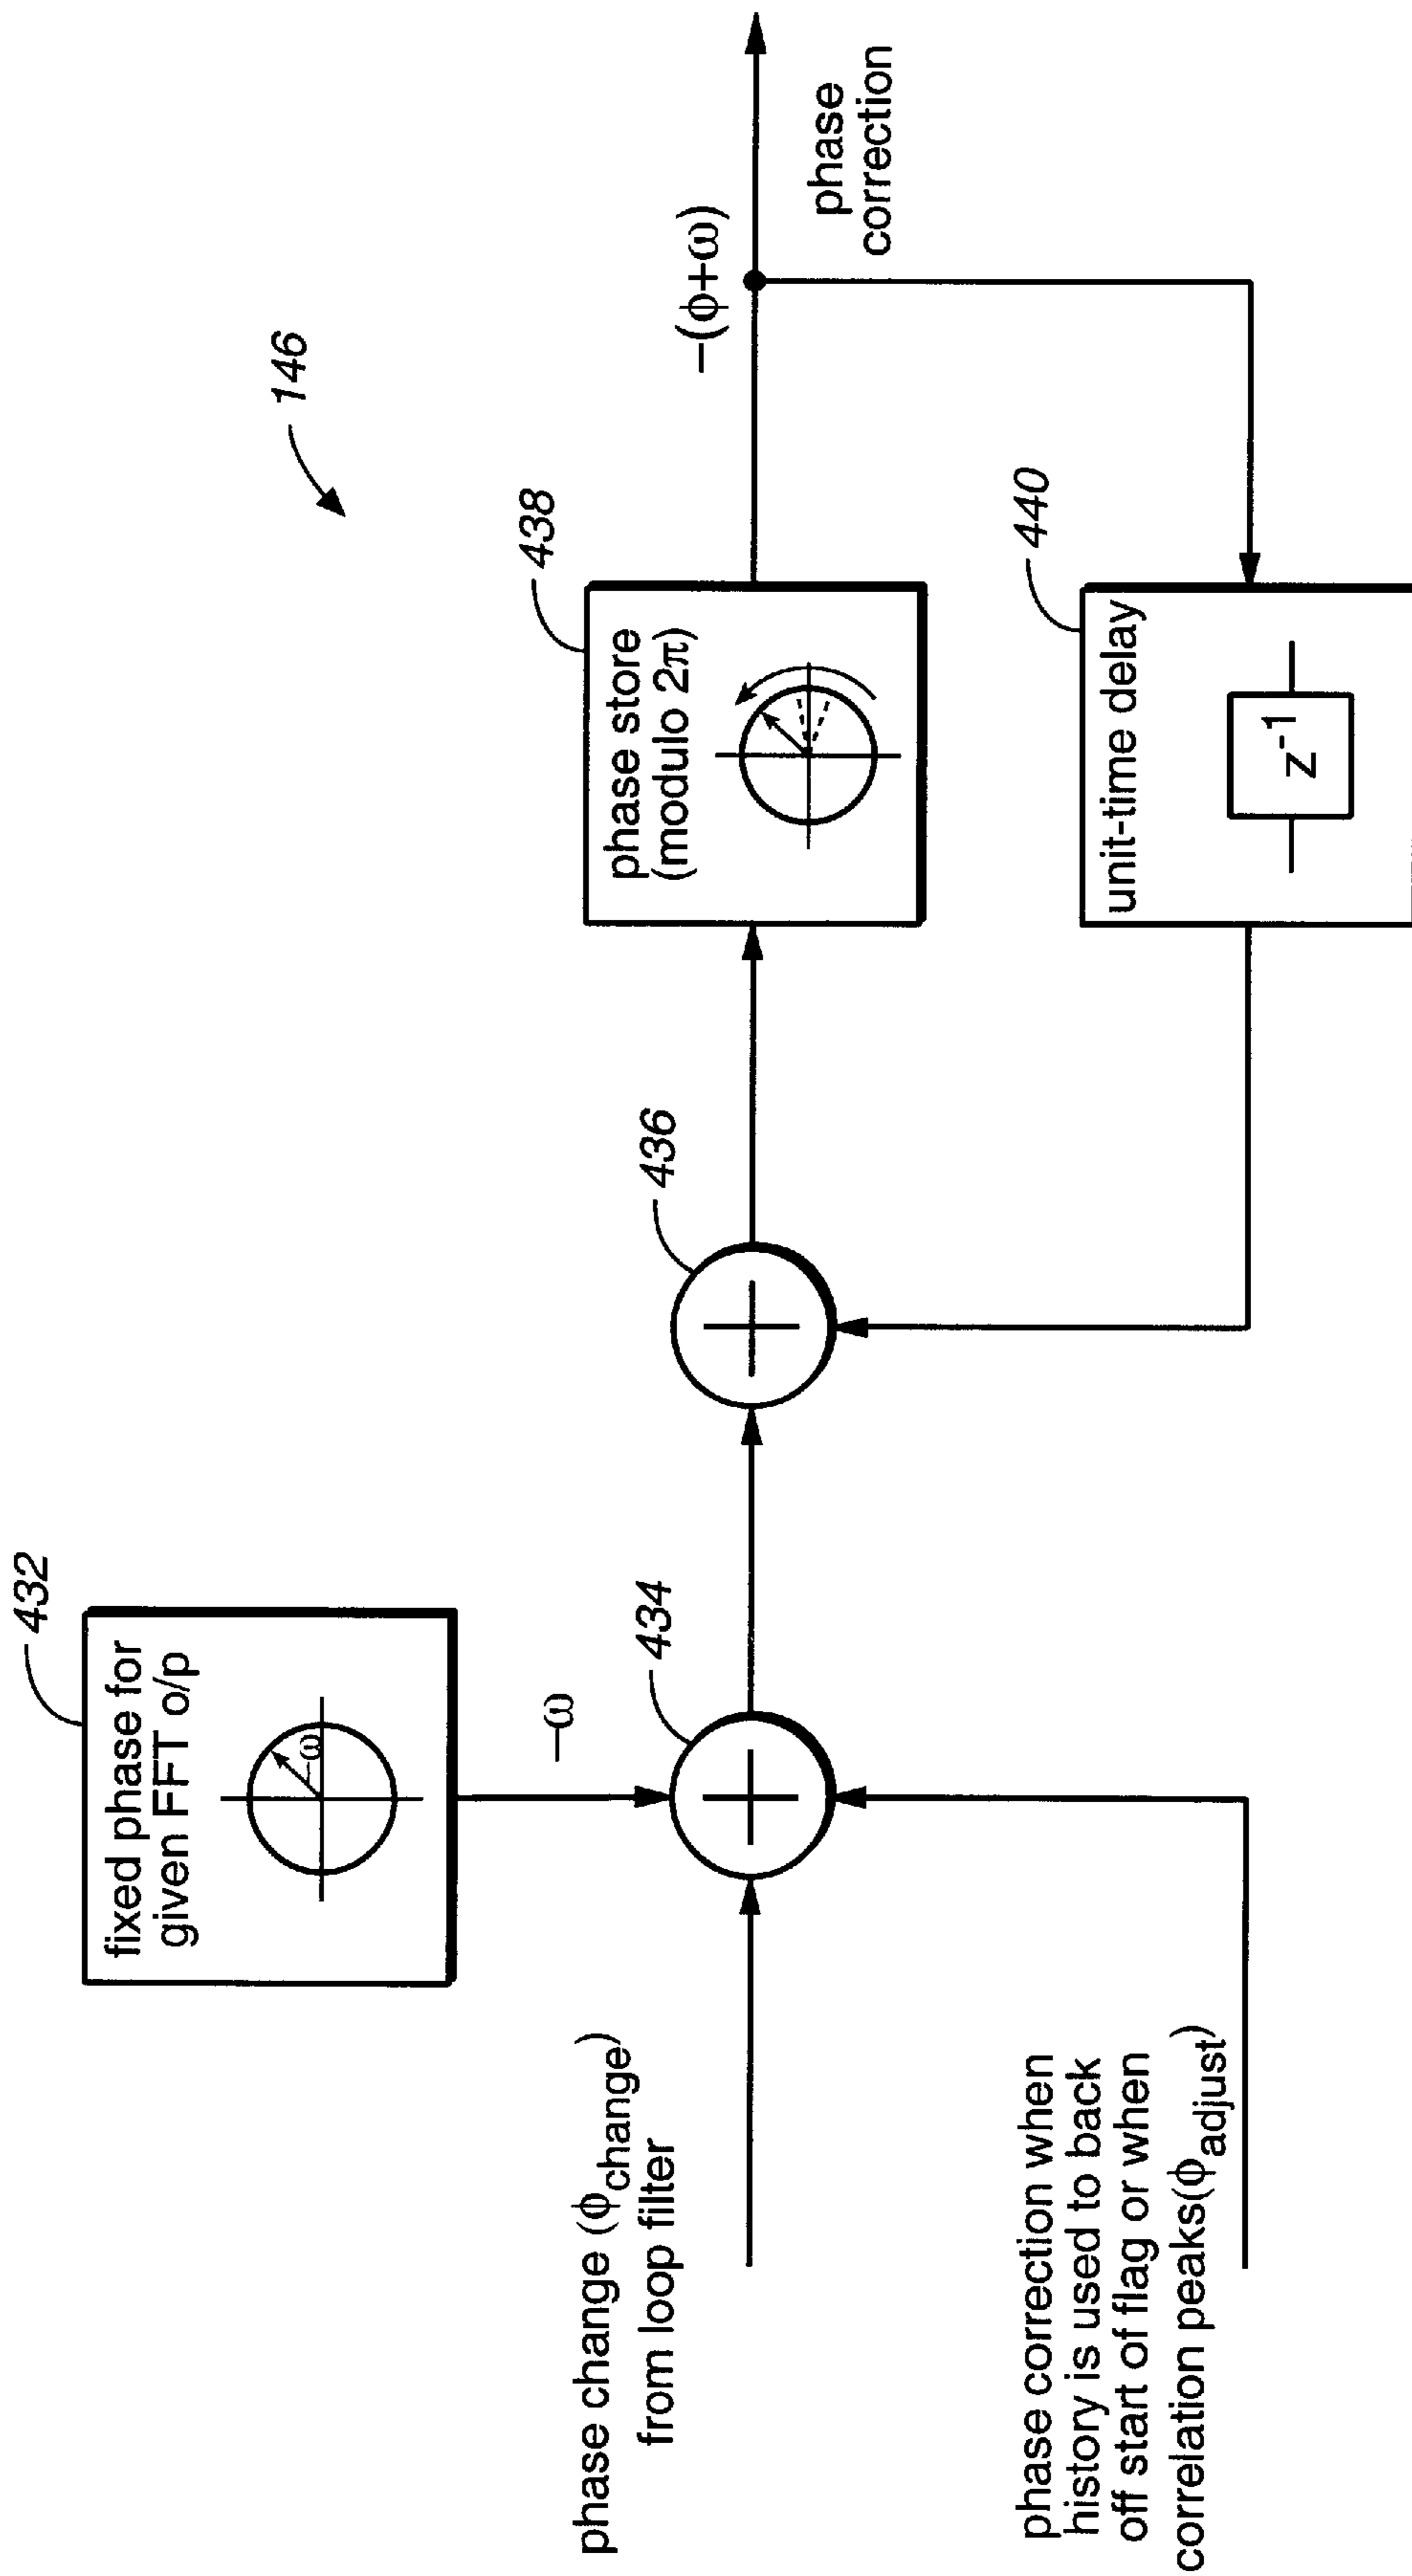 146
432
fixed phase for
given FFT o/p
–ω
–ω
phase change (ϕchange)
from loop filter
434
436
438
phase store
(modulo 2π)
–(ϕ+ω)
phase
correction
440
unit-time delay
z-1
phase correction when
history is used to back
off start of flag or when
correlation peaks(ϕadjust)